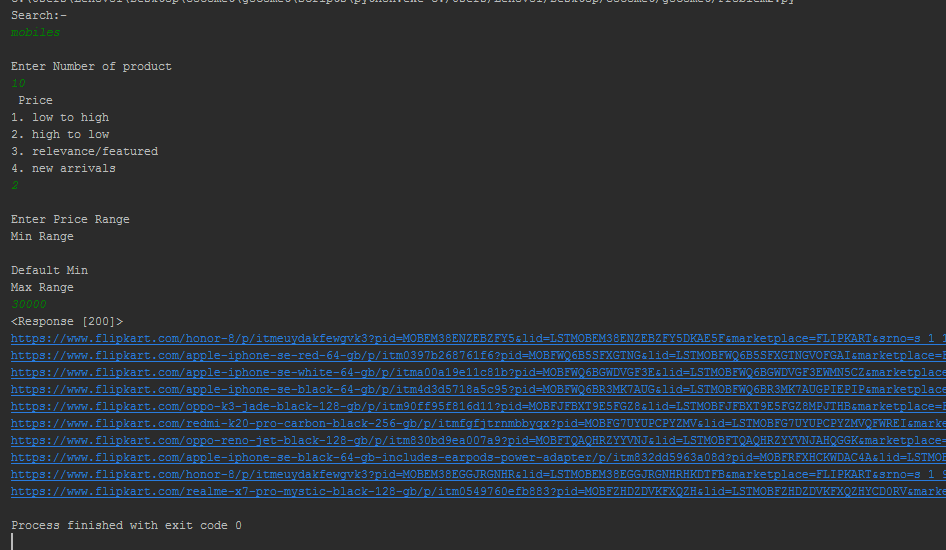 Search:-
mobiles
Enter Number of product
10
Price
1. low to high
2. high to low
3. relevance/featured
4. new arrivals
2
Enter Price Range
Min Range
Default Min
Max Range
30000
<Response [200]>
https://www.flipkart.com/honor-8/p/itmeuydakfewgvk3?pid=MOBEM38ENZEBZFY5&lid=LSTMOBEM38ENZEBZFY5DKAE5F&marketplace=FLIPKART&srno=s_1_1
https://www.flipkart.com/apple-iphone-se-red-64-gb/p/itm0397b268761f6?pid=MOBFWQ6B5SFXGTNG&lid=LSTMOBFWQ6B5SFXGTNGVOFGAI&marketplace=F
https://www.flipkart.com/apple-iphone-se-white-64-gb/p/itma00a19e11c81b?pid=MOBFWQ6BGWDVGF3E&lid=LSTMOBFWQ6BGWDVGF3EWMN5CZ&marketplace
https://www.flipkart.com/apple-iphone-se-black-64-gb/p/itm4d3d5718a5c95?pid=MOBFWQ6BR3MK7AUG&lid=LSTMOBFWQ6BR3MK7AUGPIEPIP&marketplace
https://www.flipkart.com/oppo-k3-jade-black-128-gb/p/itm90ff95f816d11?pid=MOBFJFBXT9E5FGZ8&lid=LSTMOBFJFBXT9E5FGZ8MPJTHB&marketplace=F
https://www.flipkart.com/redmi-k20-pro-carbon-black-256-gb/p/itmfgfjtrnmbbyqx?pid=MOBFG7UYUPCPYZMV&lid=LSTMOBFG7UYUPCPYZMVQFWREI&marke
https://www.flipkart.com/oppo-reno-jet-black-128-gb/p/itm830bd9ea007a9?pid=MOBFTQAQHRZYYVNJ&lid=LSTMOBFTQAQHRZYYVNJAHQGGK&marketplace=
https://www.flipkart.com/apple-iphone-se-black-64-gb-includes-earpods-power-adapter/p/itm832dd5963a08d?pid=MOBFRFXHCKWDAC4A&lid=LSTMOB
https://www.flipkart.com/honor-8/p/itmeuydakfewgvk3?pid=MOBEM38EGGJRGNHR&lid=LSTMOBEM38EGGJRGNHRHKDTFB&marketplace=FLIPKART&srno=s_1_9
https://www.flipkart.com/realme-x7-pro-mystic-black-128-gb/p/itm0549760efb883?pid=MOBFZHDZDVKFXQZH&lid=LSTMOBFZHDZDVKFXQZHYCD0RV&marke
Process finished with exit code 0